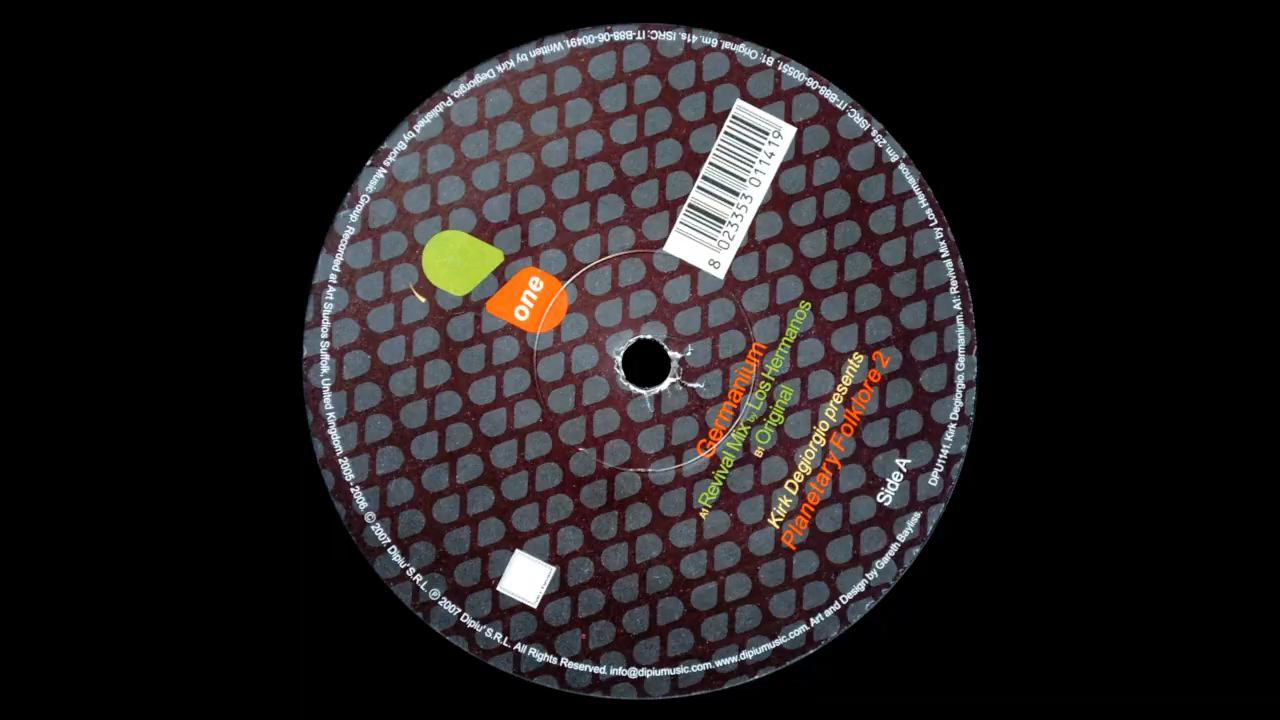 one
8 023353 011419
Germanium
A1 Revival Mix by Los Hermanos
B1 Original
Kirk Degiorgio presents
Planetary Folklore 2
Side A
DPU1141. Kirk Degiorgio. Germanium. A1: Revival Mix by Los Hermanos. 8m. 25s. ISRC: IT-B88-06-00551. B1: Original. 6m. 41s. ISRC: IT-B88-06-00491. Written by Kirk Degiorgio. Published by Bucks Music Group. Recorded at Art Studios Suffolk, United Kingdom. 2005-2006 © 2007. Dipiu' S.R.L. ℗ 2007 Dipiu' S.R.L. All Rights Reserved. info@dipiumusic.com. www.dipiumusic.com. Art and Design by Gareth Bayliss.